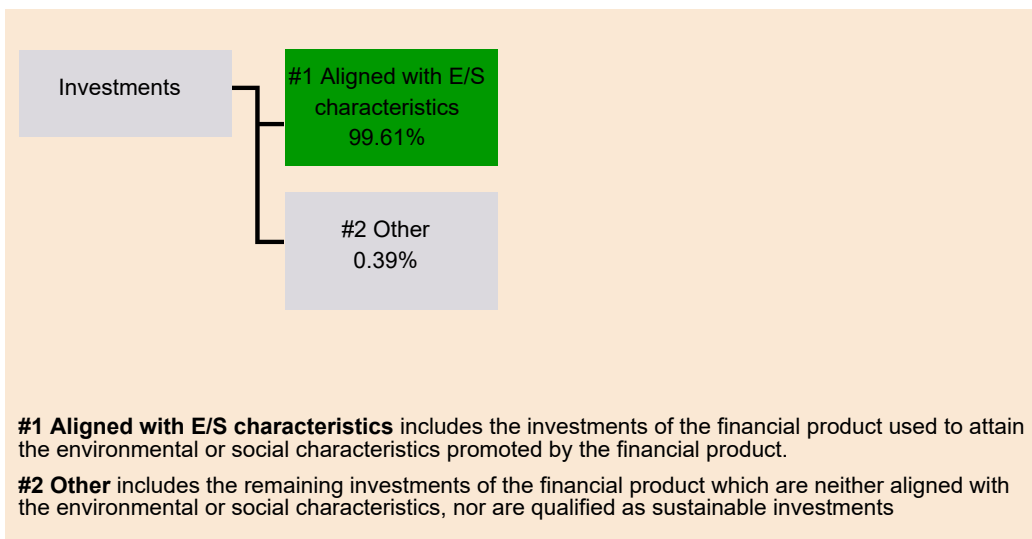 Investments
#1 Aligned with E/S
characteristics
99.61%
#2 Other
0.39%
#1 Aligned with E/S characteristics includes the investments of the financial product used to attain
the environmental or social characteristics promoted by the financial product.
#2 Other includes the remaining investments of the financial product which are neither aligned with
the environmental or social characteristics, nor are qualified as sustainable investments